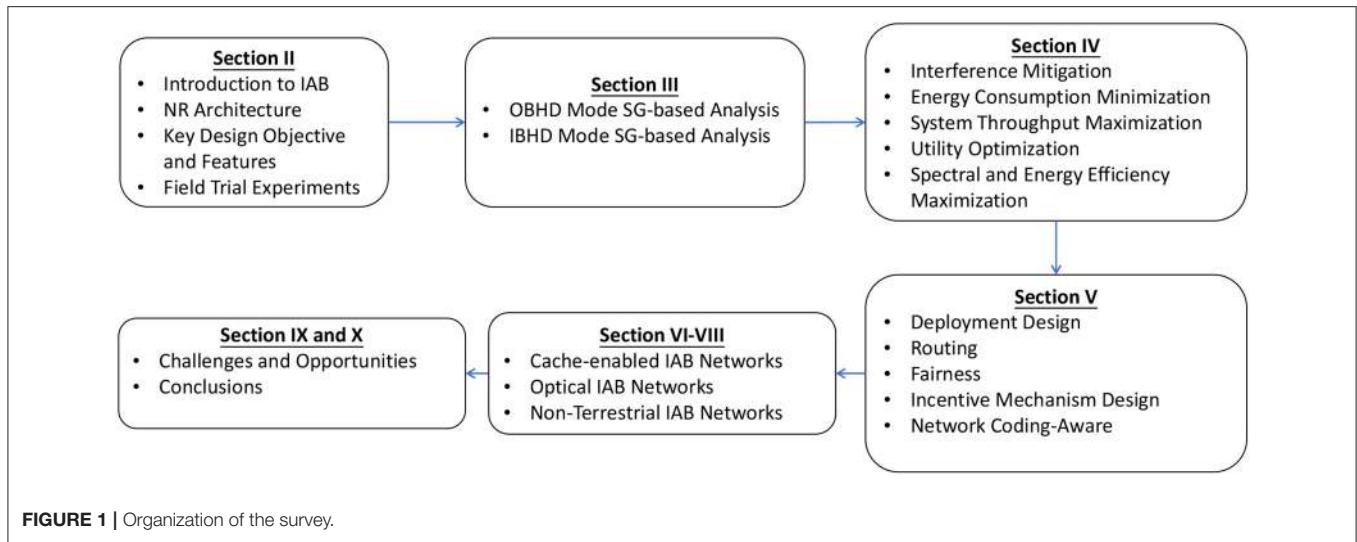 Section II
• Introduction to IAB
• NR Architecture
• Key Design Objective
and Features
• Field Trial Experiments
Section III
• OBHD Mode SG-based Analysis
• IBHD Mode SG-based Analysis
Section IV
• Interference Mitigation
• Energy Consumption Minimization
• System Throughput Maximization
• Utility Optimization
• Spectral and Energy Efficiency
Maximization
Section V
• Deployment Design
• Routing
• Fairness
• Incentive Mechanism Design
• Network Coding-Aware
Section VI-VIII
• Cache-enabled IAB Networks
• Optical IAB Networks
• Non-Terrestrial IAB Networks
Section IX and X
• Challenges and Opportunities
• Conclusions
FIGURE 1 | Organization of the survey.